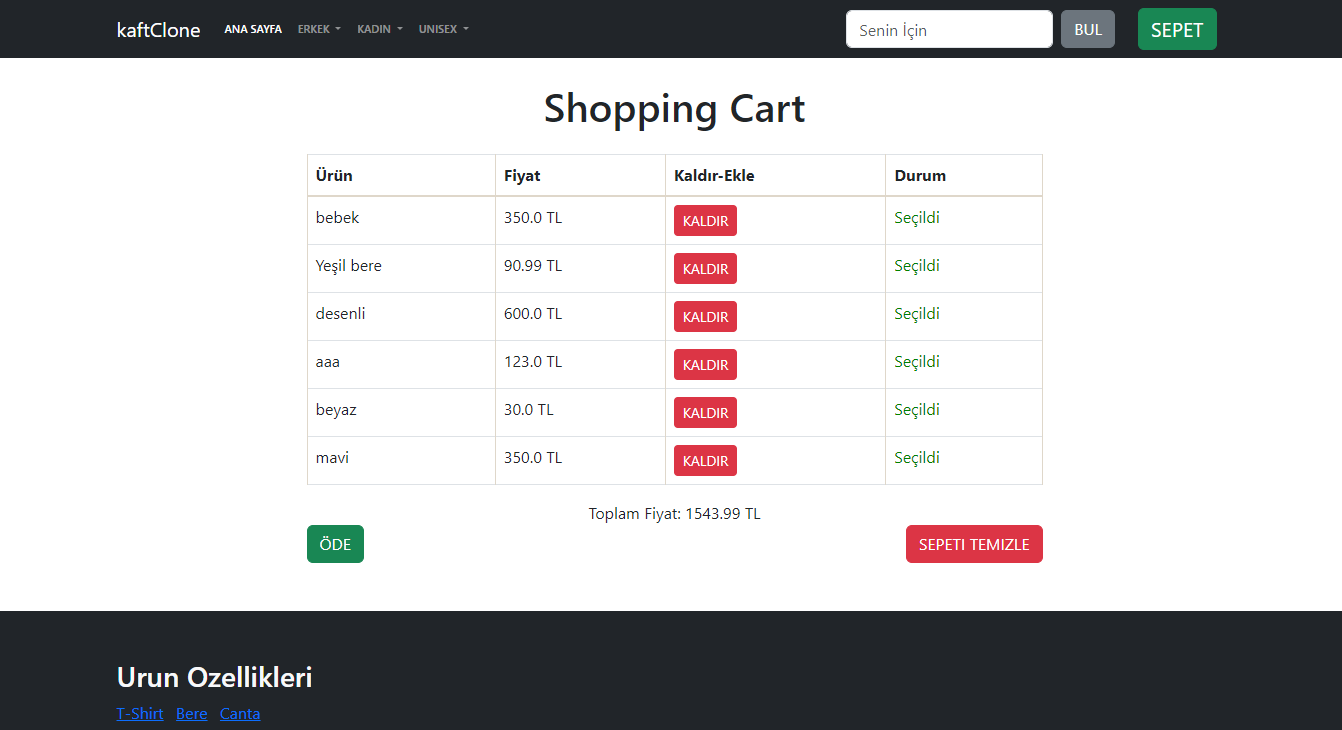 kaftClone ANA SAYFA ERKEK KADIN UNISEX Senin İçin BUL SEPET
Shopping Cart
Ürün Fiyat Kaldır-Ekle Durum
bebek 350.0 TL KALDIR Seçildi
Yeşil bere 90.99 TL KALDIR Seçildi
desenli 600.0 TL KALDIR Seçildi
aaa 123.0 TL KALDIR Seçildi
beyaz 30.0 TL KALDIR Seçildi
mavi 350.0 TL KALDIR Seçildi
Toplam Fiyat: 1543.99 TL
ÖDE SEPETI TEMIZLE
Urun Ozellikleri
T-Shirt Bere Canta